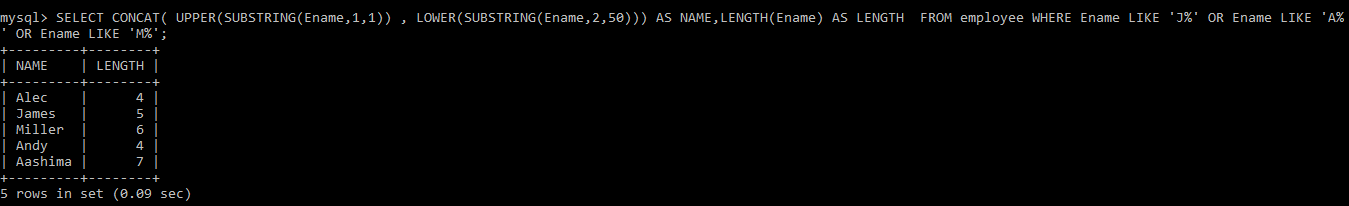 mysql> SELECT CONCAT( UPPER(SUBSTRING(Ename,1,1)) , LOWER(SUBSTRING(Ename,2,50))) AS NAME,LENGTH(Ename) AS LENGTH  FROM employee WHERE Ename LIKE 'J%' OR Ename LIKE 'A%
' OR Ename LIKE 'M%';
+---------+--------+
| NAME    | LENGTH |
+---------+--------+
| Alec    |      4 |
| James   |      5 |
| Miller  |      6 |
| Andy    |      4 |
| Aashima |      7 |
+---------+--------+
5 rows in set (0.09 sec)